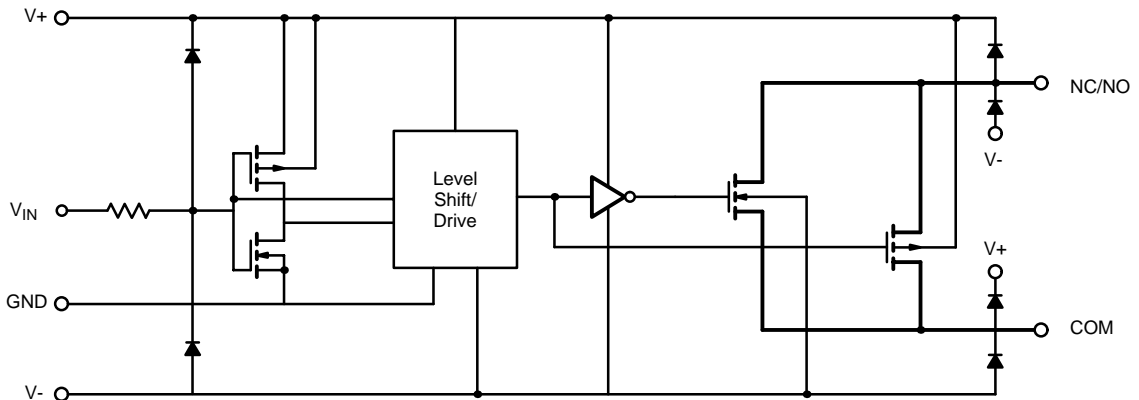 V+
NC/NO
V-
Level
Shift/
Drive
VIN
V+
GND
COM
V-